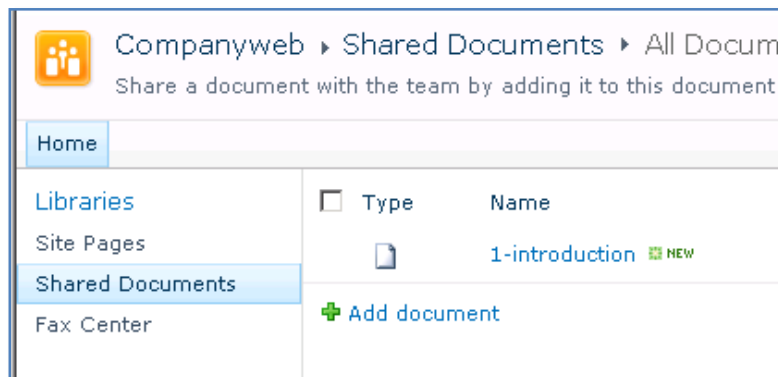 Companyweb ▸ Shared Documents ▸ All Docum
Share a document with the team by adding it to this document
Home
Libraries
Site Pages
Shared Documents
Fax Center
Type Name
1-introduction NEW
Add document